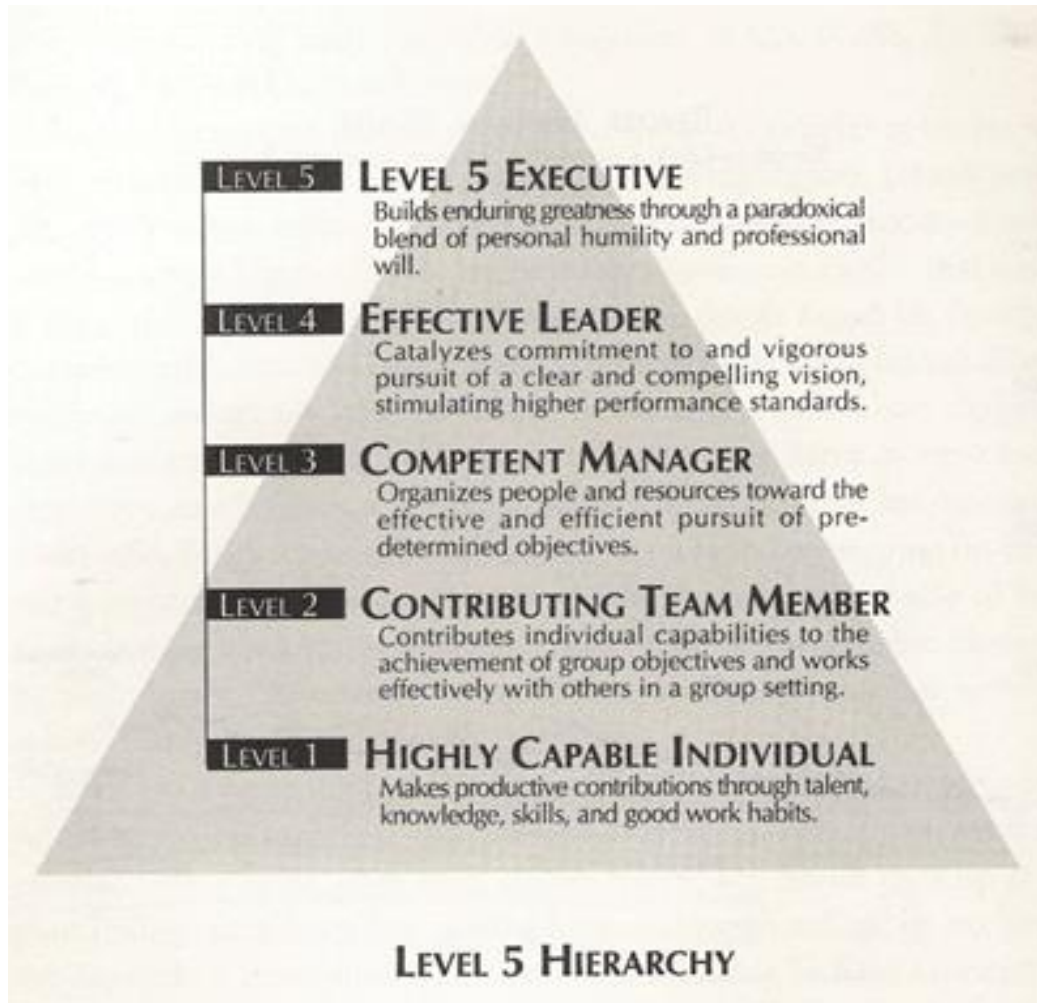 LEVEL 5 LEVEL 5 EXECUTIVE
Builds enduring greatness through a paradoxical
blend of personal humility and professional
will.
LEVEL 4 EFFECTIVE LEADER
Catalyzes commitment to and vigorous
pursuit of a clear and compelling vision,
stimulating higher performance standards.
LEVEL 3 COMPETENT MANAGER
Organizes people and resources toward the
effective and efficient pursuit of pre-
determined objectives.
LEVEL 2 CONTRIBUTING TEAM MEMBER
Contributes individual capabilities to the
achievement of group objectives and works
effectively with others in a group setting.
LEVEL 1 HIGHLY CAPABLE INDIVIDUAL
Makes productive contributions through talent,
knowledge, skills, and good work habits.
LEVEL 5 HIERARCHY